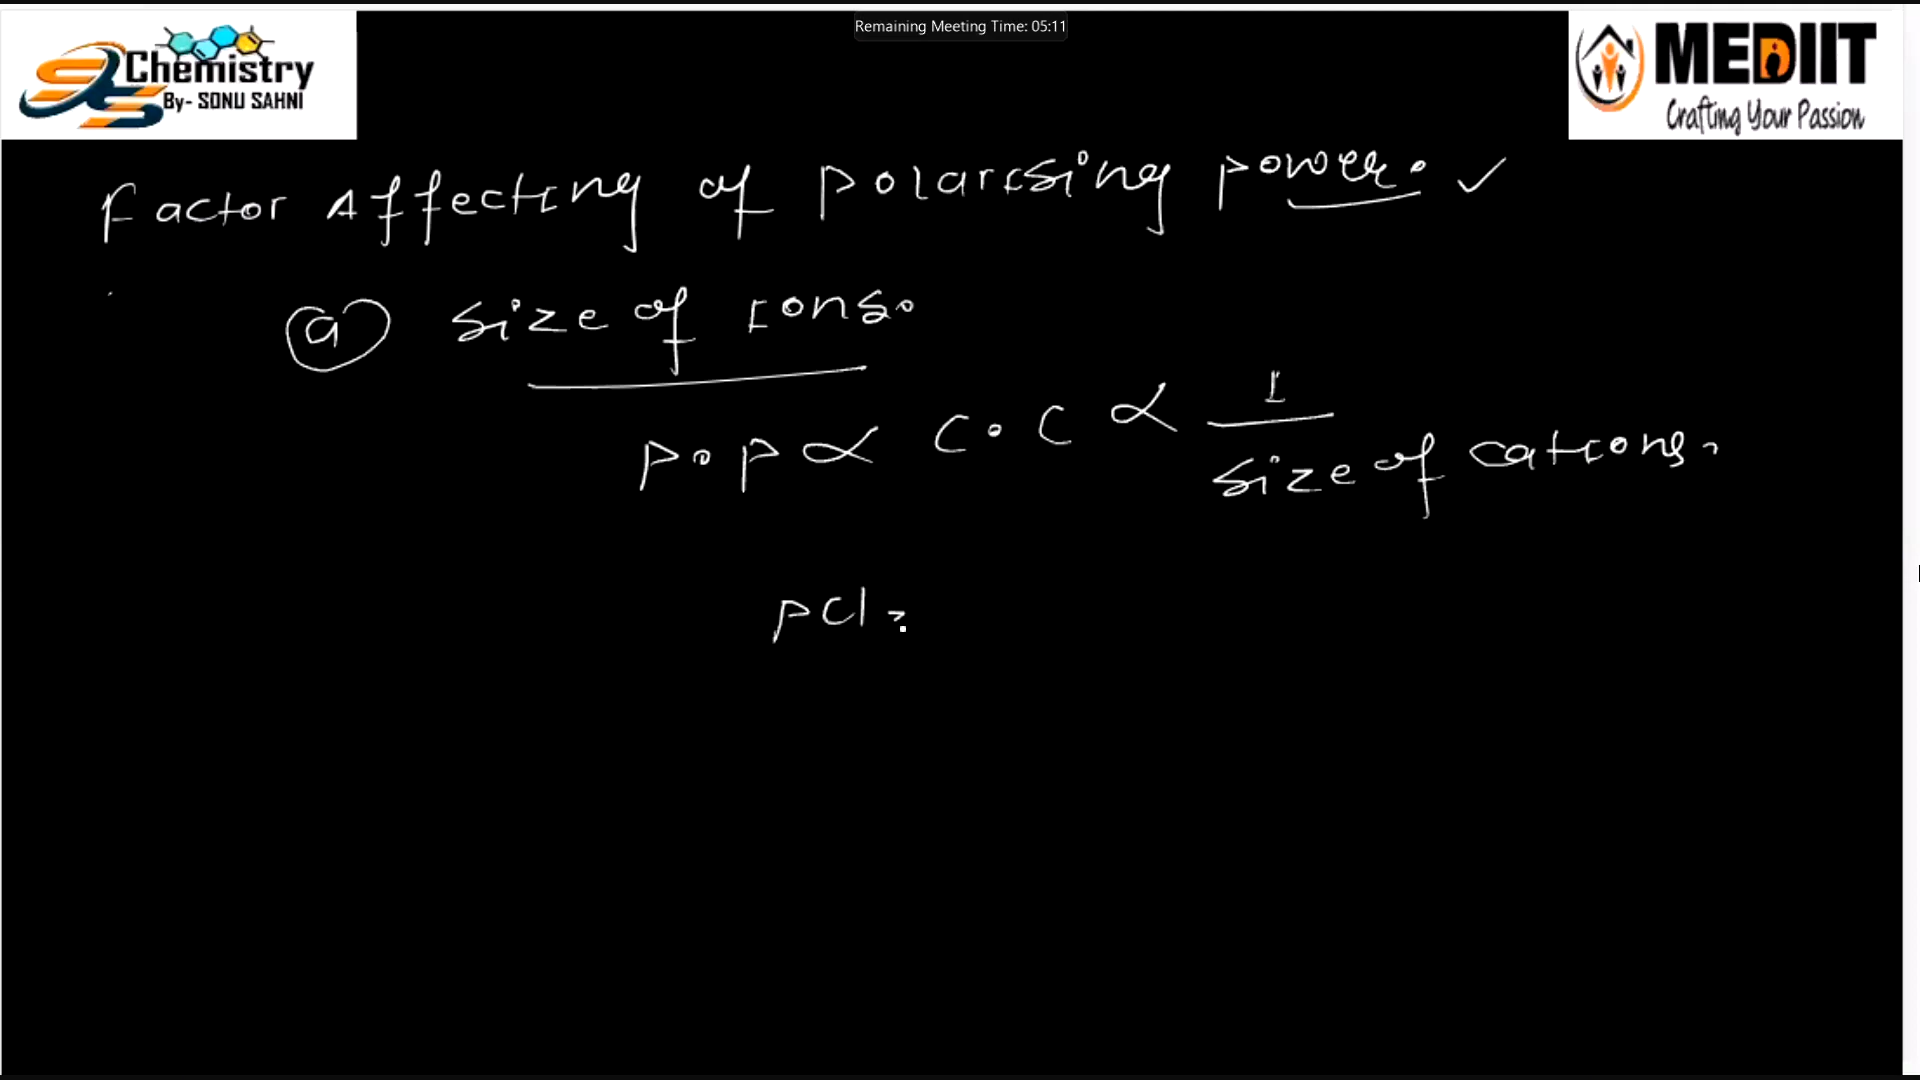 Remaining Meeting Time: 05:11
Chemistry
By- SONU SAHNI
MEDIIT
Crafting Your Passion
Factor Affecting of polarising power. ✓
(a) Size of Ions.
P.P ∝ C.C ∝ 1
Size of cations.
PCl